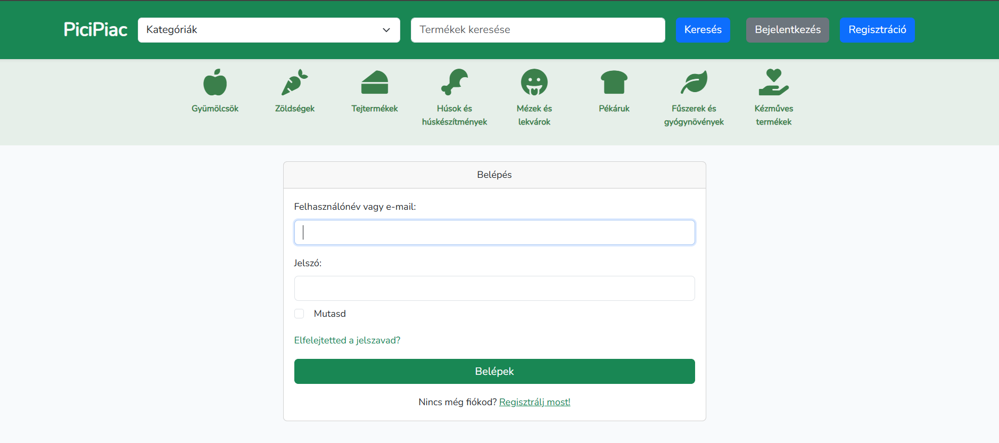 PiciPiac Kategóriák Termékek keresése Keresés Bejelentkezés Regisztráció
Gyümölcsök Zöldségek Tejtermékek Húsok és húskészítmények Mézek és lekvárok Pékáruk Fűszerek és gyógynövények Kézműves termékek
Belépés
Felhasználónév vagy e-mail:
Jelszó:
Mutasd
Elfelejtetted a jelszavad?
Belépek
Nincs még fiókod? Regisztrálj most!